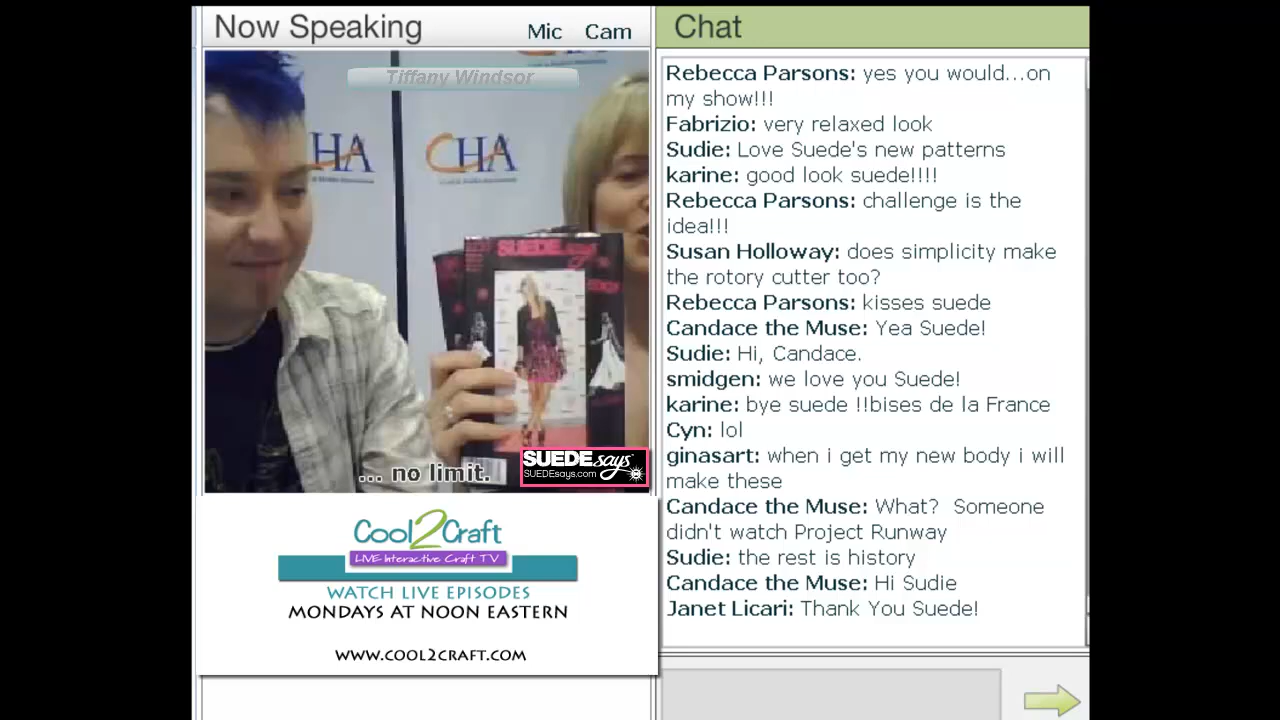 Now Speaking
Mic Cam
Tiffany Windsor
CHA
CHA
SUEDE says
... no limit.
SUEDE says
SUEDEsays.com
Cool2Craft
LIVE Interactive Craft TV
WATCH LIVE EPISODES
MONDAYS AT NOON EASTERN
WWW.COOL2CRAFT.COM
Chat
Rebecca Parsons: yes you would...on
my show!!!
Fabrizio: very relaxed look
Sudie: Love Suede's new patterns
karine: good look suede!!!!
Rebecca Parsons: challenge is the
idea!!!
Susan Holloway: does simplicity make
the rotory cutter too?
Rebecca Parsons: kisses suede
Candace the Muse: Yea Suede!
Sudie: Hi, Candace.
smidgen: we love you Suede!
karine: bye suede !!bises de la France
Cyn: lol
ginasart: when i get my new body i will
make these
Candace the Muse: What?  Someone
didn't watch Project Runway
Sudie: the rest is history
Candace the Muse: Hi Sudie
Janet Licari: Thank You Suede!